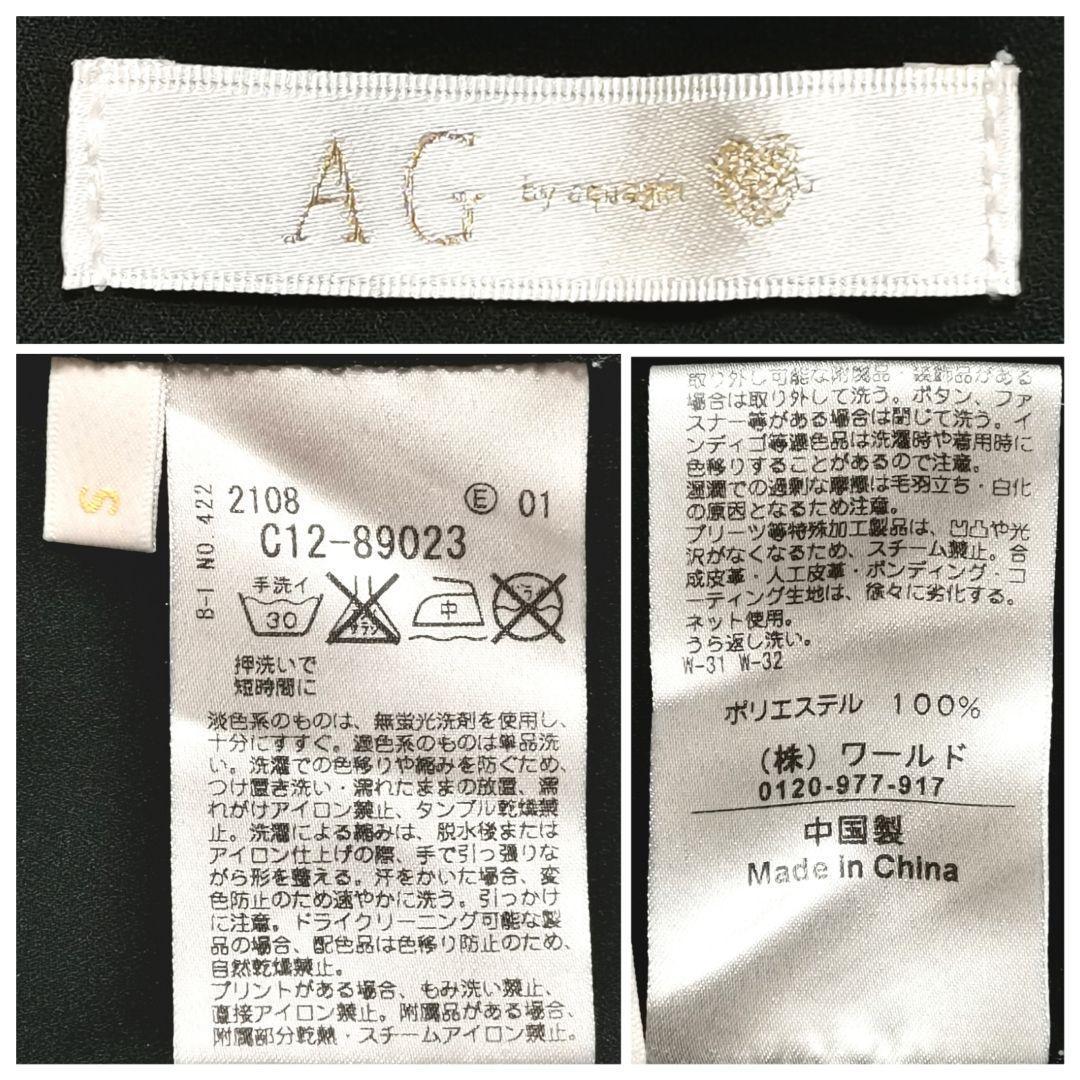 AG by aquagirl
S
B-1 NO.422
2108 E 01
C12-89023
手洗イ
30
中
押洗いで
短時間に
淡色系のものは、無蛍光洗剤を使用し、
十分にすすぐ。濃色系のものは単品洗
い。洗濯での色移りや縮みを防ぐため、
つけ置き洗い・濡れたままの放置、濡
れがけアイロン禁止、タンブル乾燥禁
止。洗濯による縮みは、脱水後または
アイロン仕上げの際、手で引っ張りな
がら形を整える。汗をかいた場合、変
色防止のため速やかに洗う。引っかけ
に注意。ドライクリーニング可能な製
品の場合、配色品は色移り防止のため、
自然乾燥禁止。
プリントがある場合、もみ洗い禁止、
直接アイロン禁止。附属品がある場合、
附属部分乾熱・スチームアイロン禁止。
取り外し可能な附製品・装飾品がある
場合は取り外して洗う。ボタン、ファ
スナー等がある場合は閉じて洗う。イ
ンディゴ等濃色品は洗濯時や着用時に
色移りすることがあるので注意。
湿潤での過剰な摩擦は毛羽立ち・白化
の原因となるため注意。
プリーツ等特殊加工製品は、凹凸や光
沢がなくなるため、スチーム禁止。合
成皮革・人工皮革・ボンディング・コ
ーティング生地は、徐々に劣化する。
ネット使用。
うら返し洗い。
W-31 W-32
ポリエステル 100%
(株)ワールド
0120-977-917
中国製
Made in China